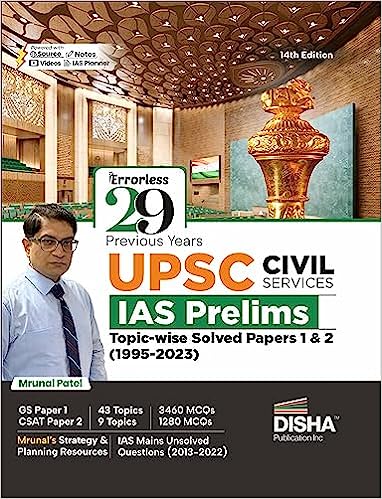 Powered with
Source Notes
Videos IAS Planner
14th Edition
Errorless
29
Previous Years
UPSC CIVIL
SERVICES
IAS Prelims
Topic-wise Solved Papers 1 & 2
(1995-2023)
Mrunal Patel
GS Paper 1 43 Topics 3460 MCQs
CSAT Paper 2 9 Topics 1280 MCQs
Mrunal's Strategy & IAS Mains Unsolved
Planning Resources Questions (2013-2022)
DISHA™
Publication Inc